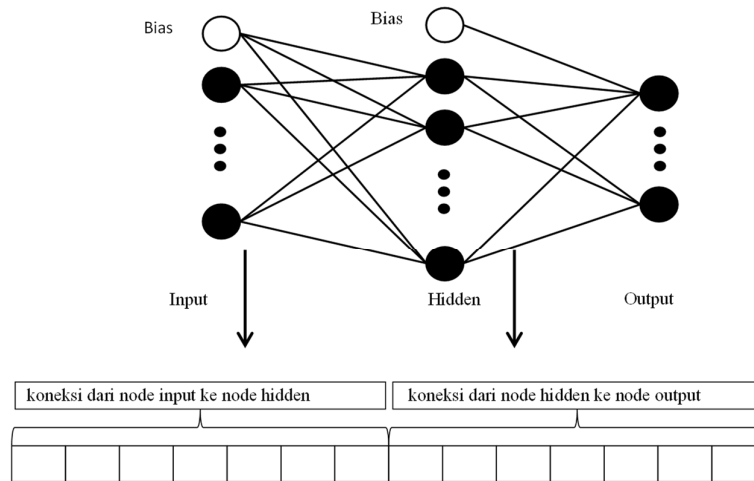 Bias
Bias
Input
Hidden
Output
koneksi dari node input ke node hidden
koneksi dari node hidden ke node output